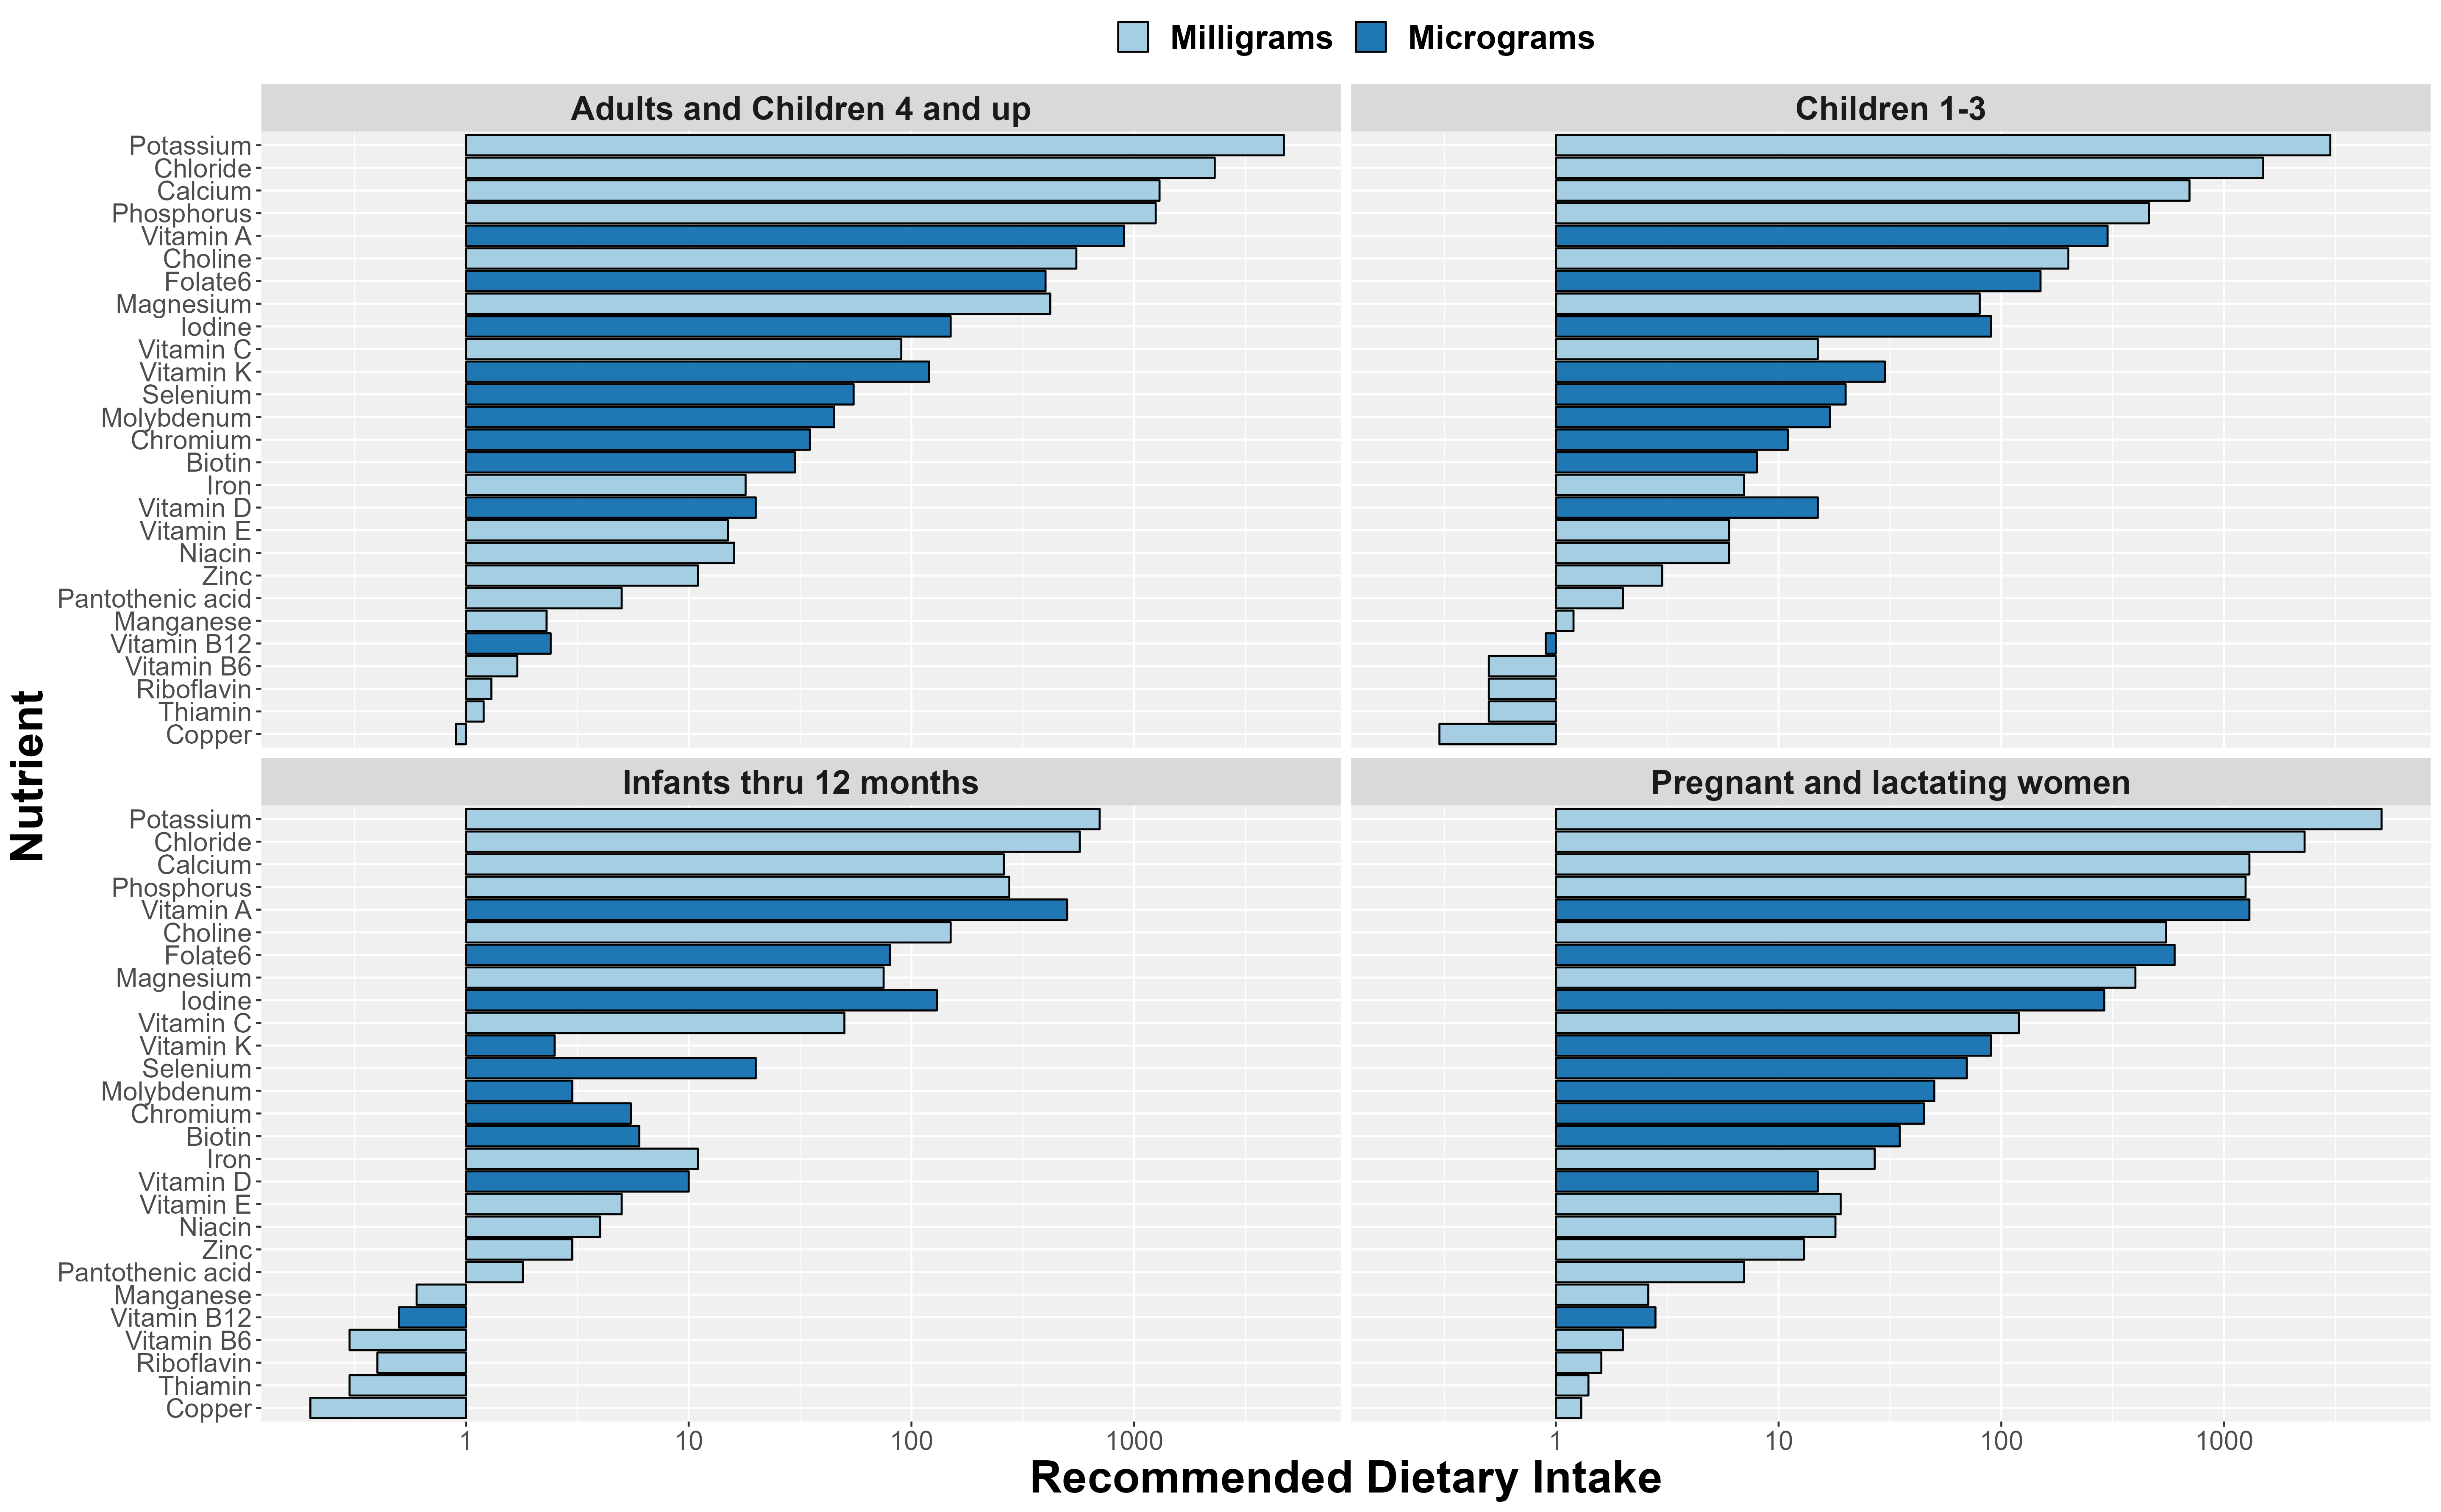 Milligrams Micrograms
Adults and Children 4 and up Children 1-3
Potassium
Chloride
Calcium
Phosphorus
Vitamin A
Choline
Folate6
Magnesium
Iodine
Vitamin C
Vitamin K
Selenium
Molybdenum
Chromium
Biotin
Iron
Vitamin D
Vitamin E
Niacin
Zinc
Pantothenic acid
Manganese
Vitamin B12
Vitamin B6
Riboflavin
Thiamin
Copper
Nutrient
Infants thru 12 months Pregnant and lactating women
Potassium
Chloride
Calcium
Phosphorus
Vitamin A
Choline
Folate6
Magnesium
Iodine
Vitamin C
Vitamin K
Selenium
Molybdenum
Chromium
Biotin
Iron
Vitamin D
Vitamin E
Niacin
Zinc
Pantothenic acid
Manganese
Vitamin B12
Vitamin B6
Riboflavin
Thiamin
Copper
1 10 100 1000 1 10 100 1000
Recommended Dietary Intake